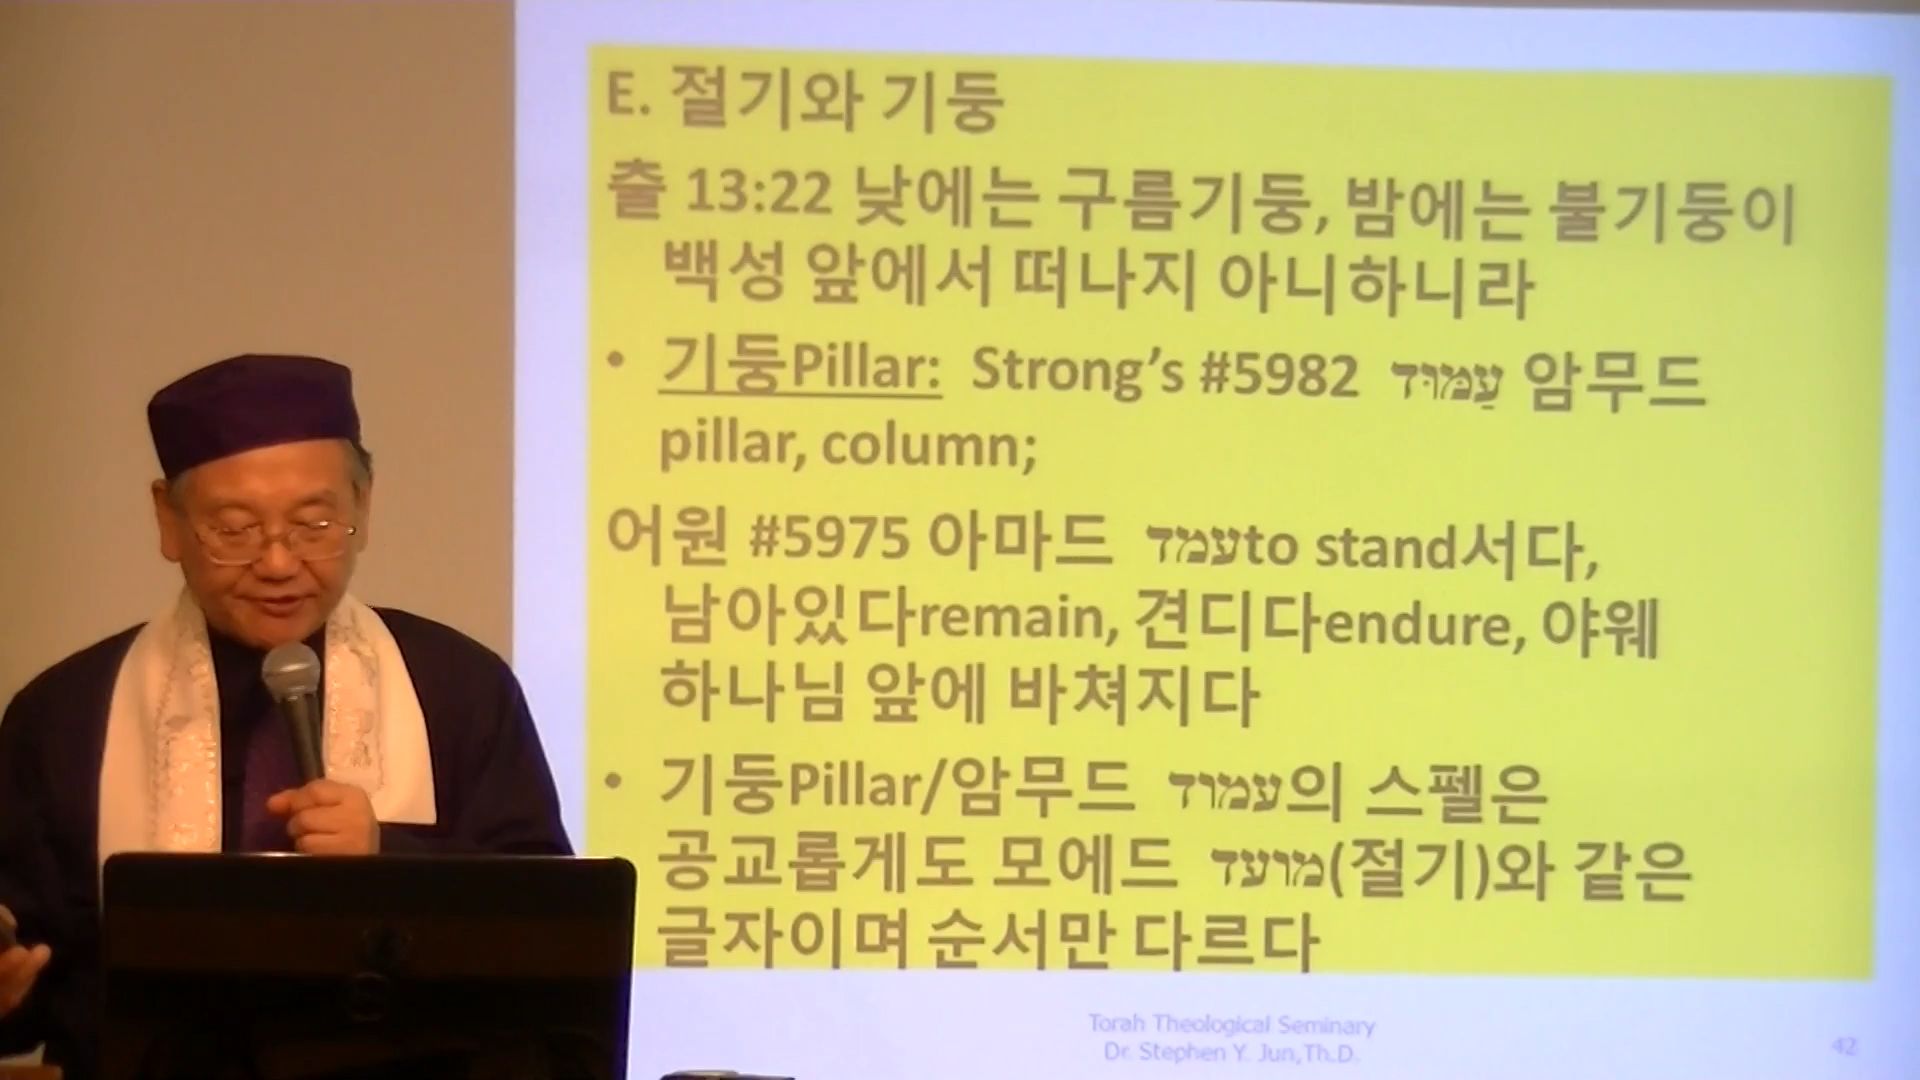 E. 절기와 기둥
출 13:22 낮에는 구름기둥, 밤에는 불기둥이
백성 앞에서 떠나지 아니하니라
• 기둥Pillar: Strong’s #5982 עַמּוּד 암무드
pillar, column;
어원 #5975 아마드 עמדto stand서다,
남아있다remain, 견디다endure, 야웨
하나님 앞에 바쳐지다
• 기둥Pillar/암무드 עמוד의 스펠은
공교롭게도 모에드 מועד(절기)와 같은
글자이며 순서만 다르다
Torah Theological Seminary
Dr. Stephen Y. Jun,Th.D.
42